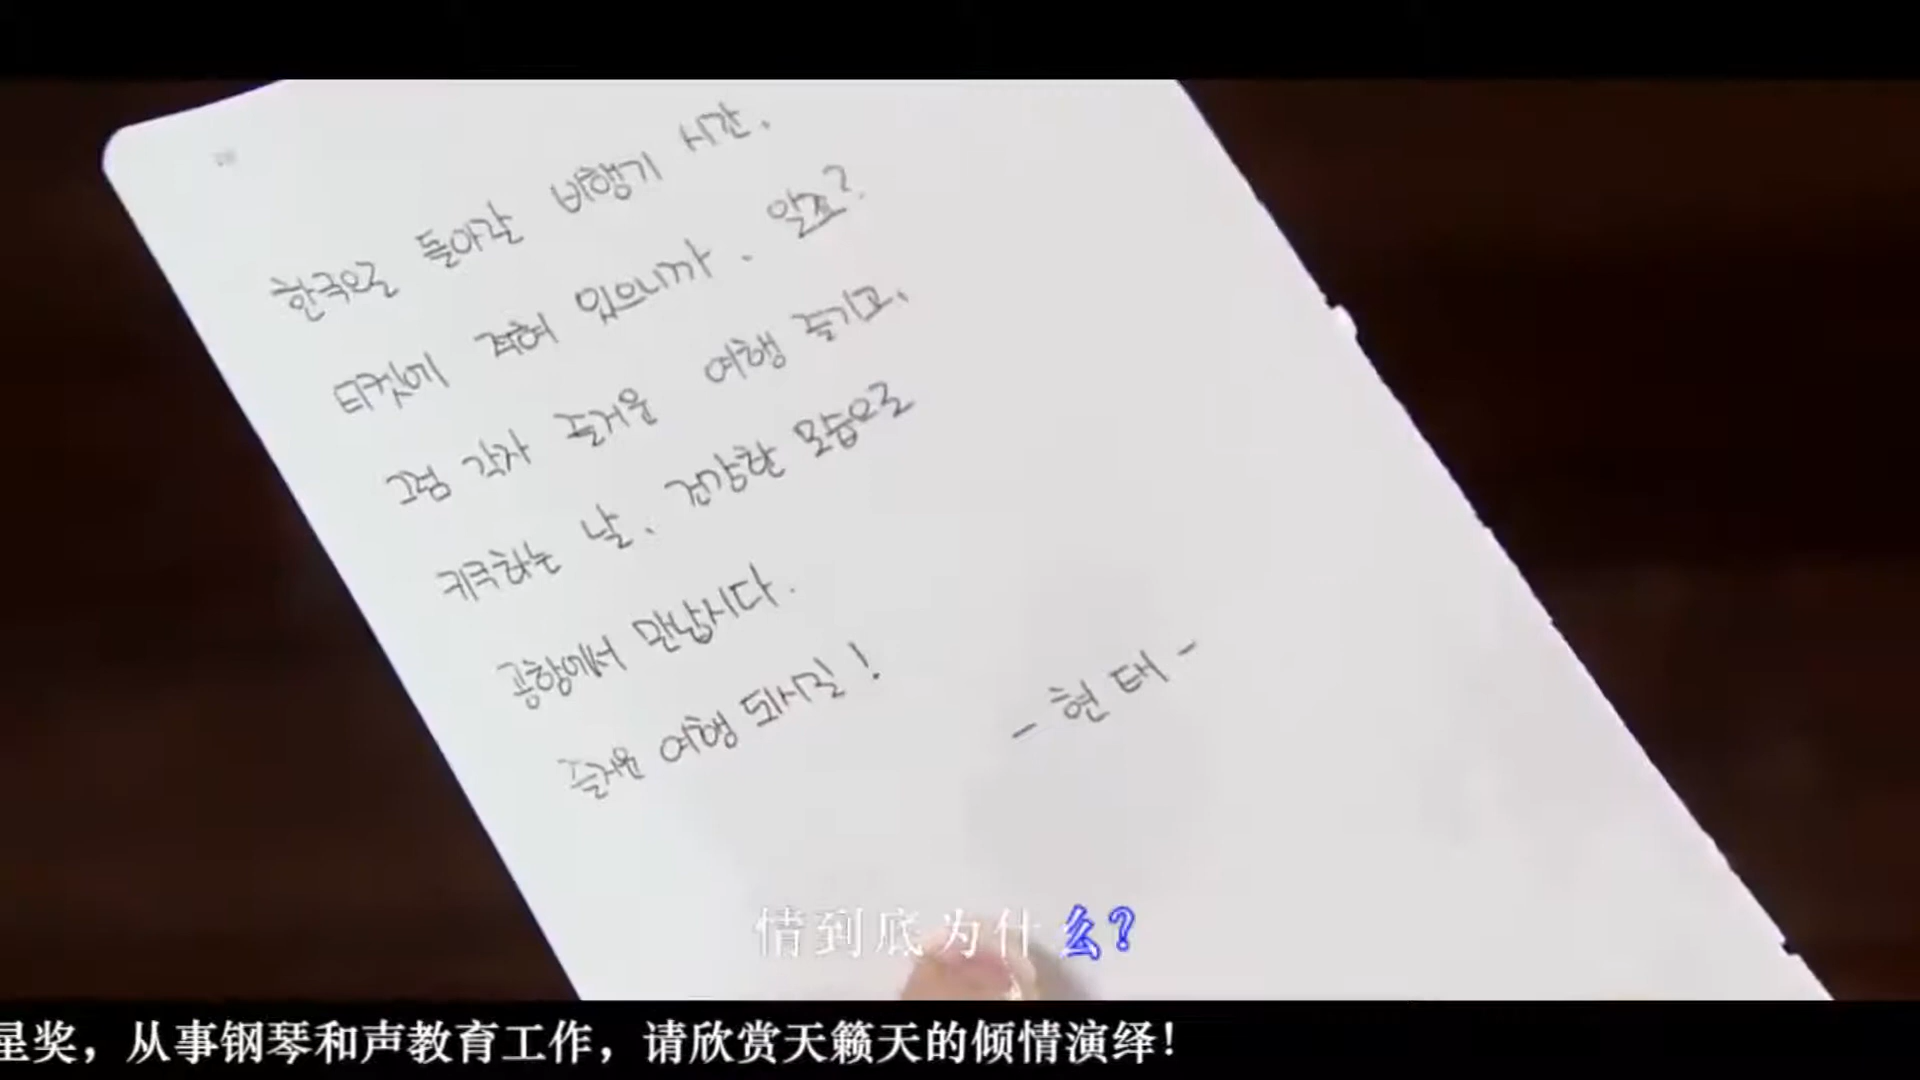 한국으로 돌아갈 비행기 시간,
티켓에 적혀 있으니까, 알죠?
그럼 각자 즐거운 여행 즐기고,
귀국하는 날, 건강한 모습으로
공항에서 만납시다.
즐거운 여행 되시길!
- 현태 -
情到底为什么?
星奖，从事钢琴和声教育工作，请欣赏天籁天的倾情演绎！